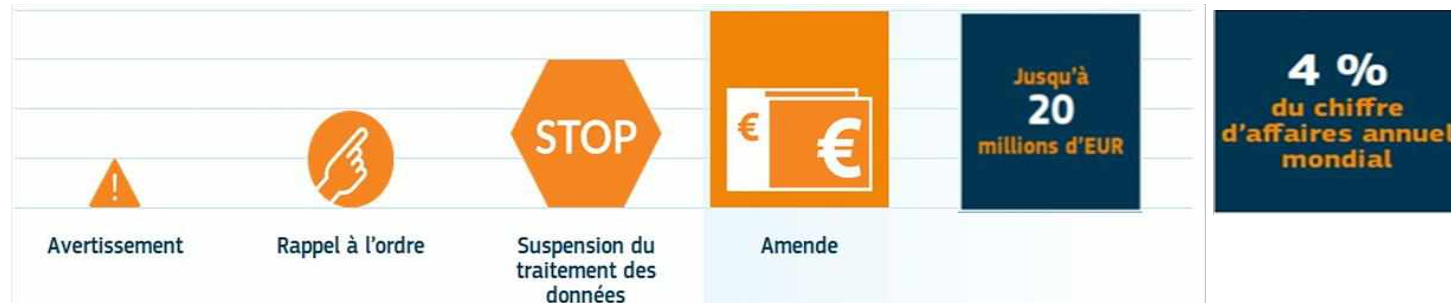 !
STOP
€
€
Jusqu'à
20
millions d'EUR
4 %
du chiffre
d'affaires annuel
mondial
Avertissement
Rappel à l'ordre
Suspension du
traitement des
données
Amende